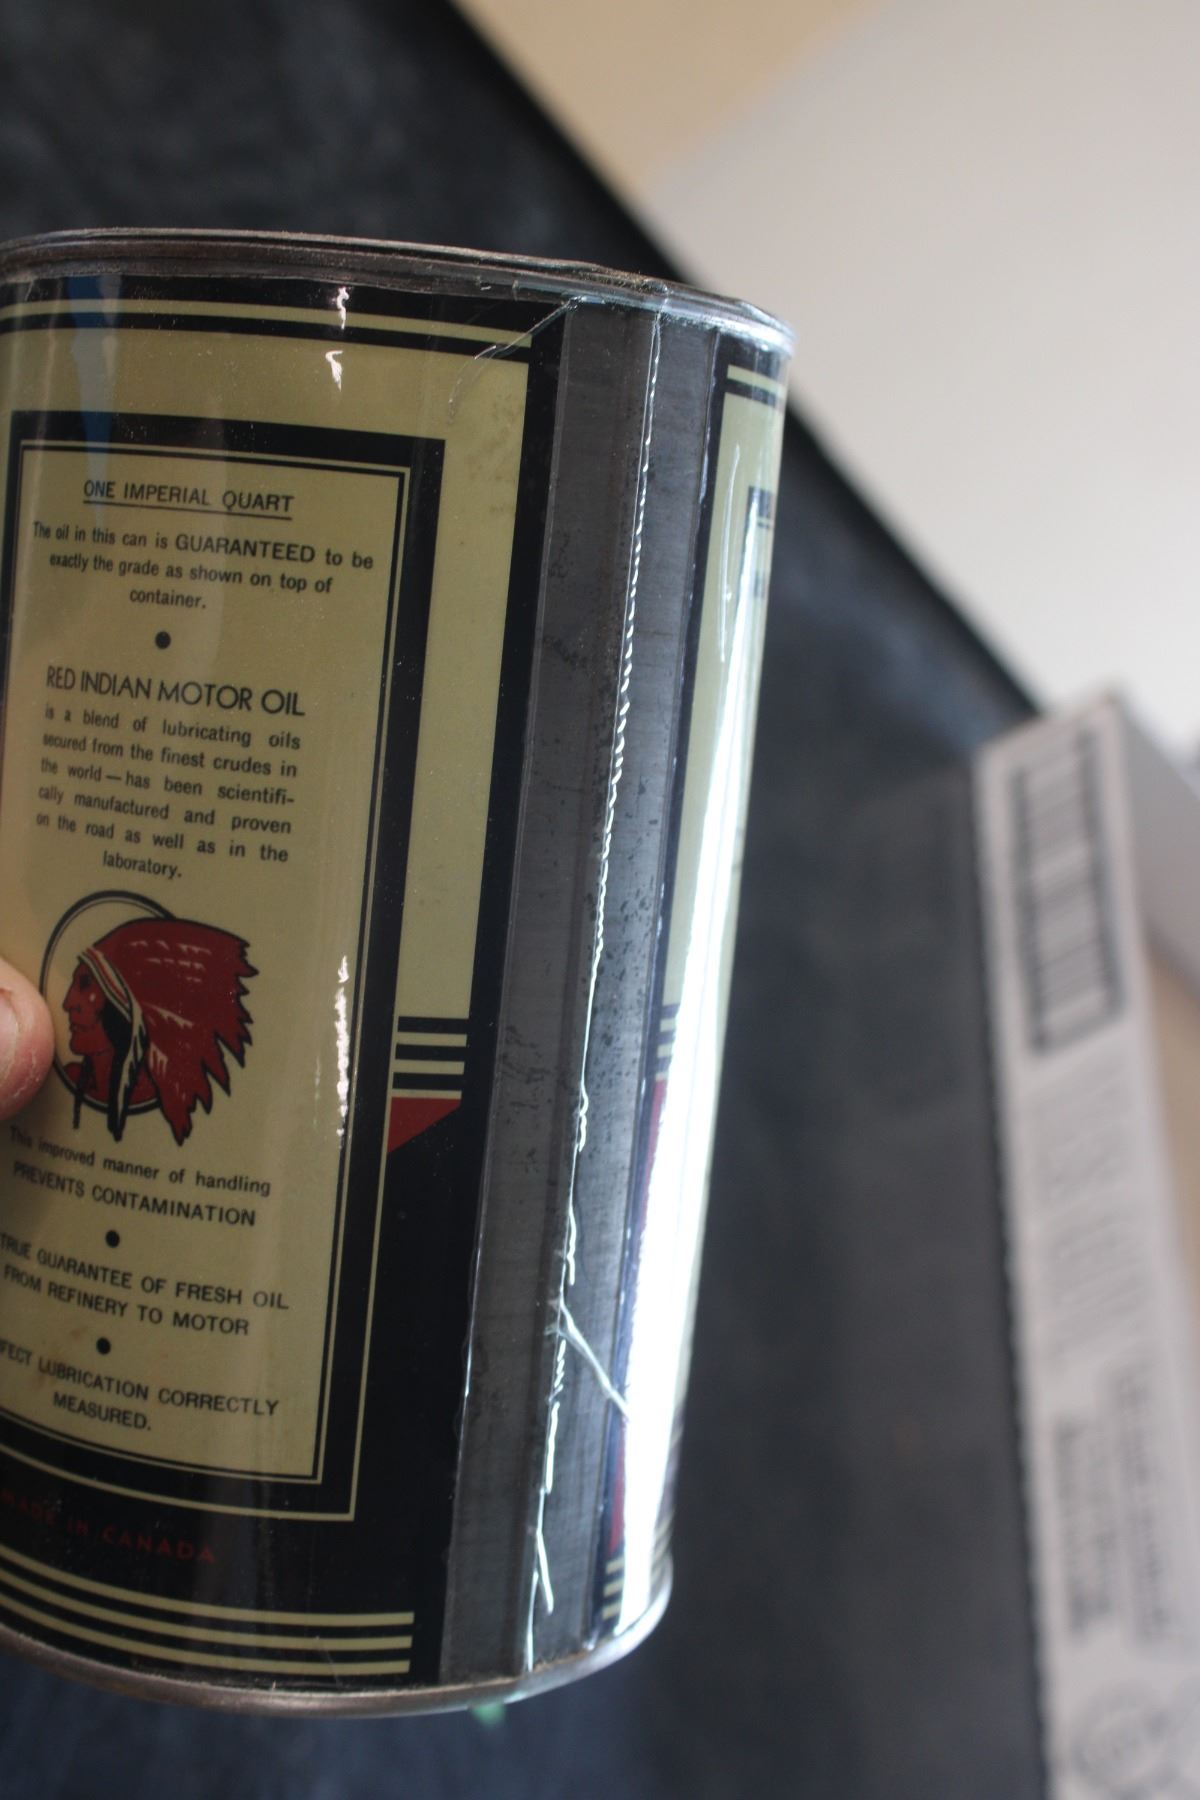 ONE IMPERIAL QUART
The oil in this can is GUARANTEED to be
exactly the grade as shown on top of
container.
RED INDIAN MOTOR OIL
is a blend of lubricating oils
secured from the finest crudes in
the world — has been scientifi-
cally manufactured and proven
on the road as well as in the
laboratory.
This improved manner of handling
PREVENTS CONTAMINATION
TRUE GUARANTEE OF FRESH OIL
FROM REFINERY TO MOTOR
FECT LUBRICATION CORRECTLY
MEASURED.
MADE IN CANADA